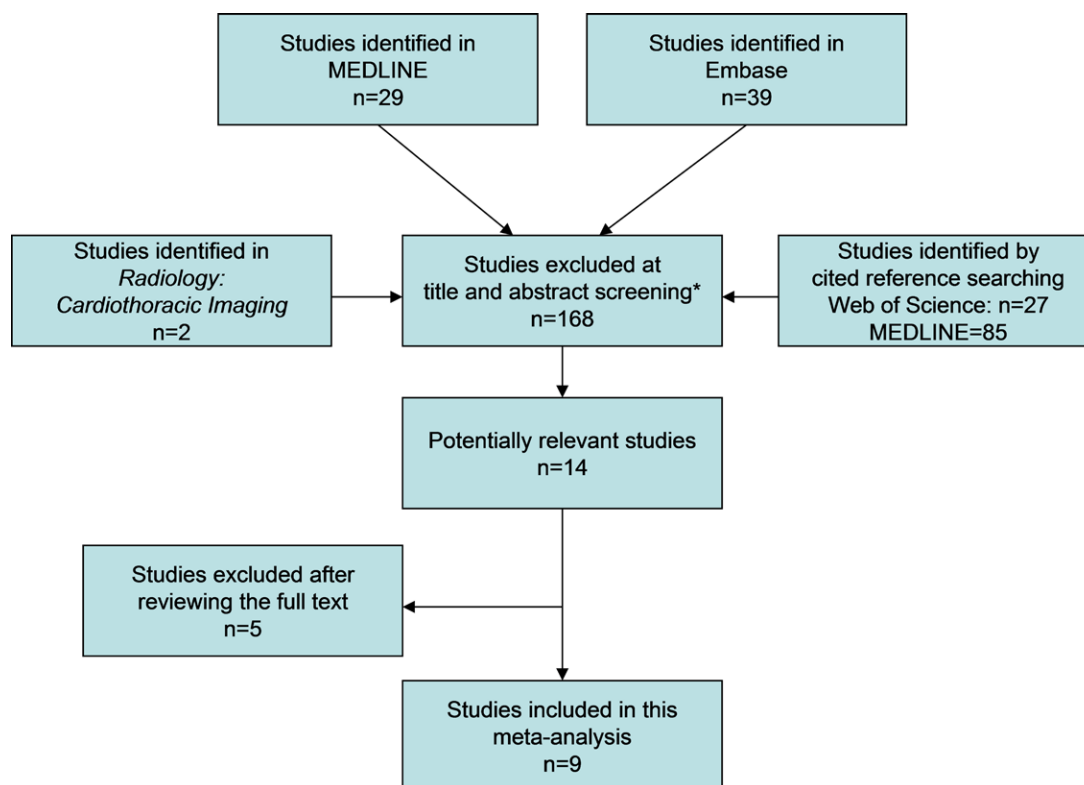 Studies identified in
MEDLINE
n=29
Studies identified in
Embase
n=39
Studies identified in
Radiology:
Cardiothoracic Imaging
n=2
Studies excluded at
title and abstract screening*
n=168
Studies identified by
cited reference searching
Web of Science: n=27
MEDLINE=85
Potentially relevant studies
n=14
Studies excluded after
reviewing the full text
n=5
Studies included in this
meta-analysis
n=9